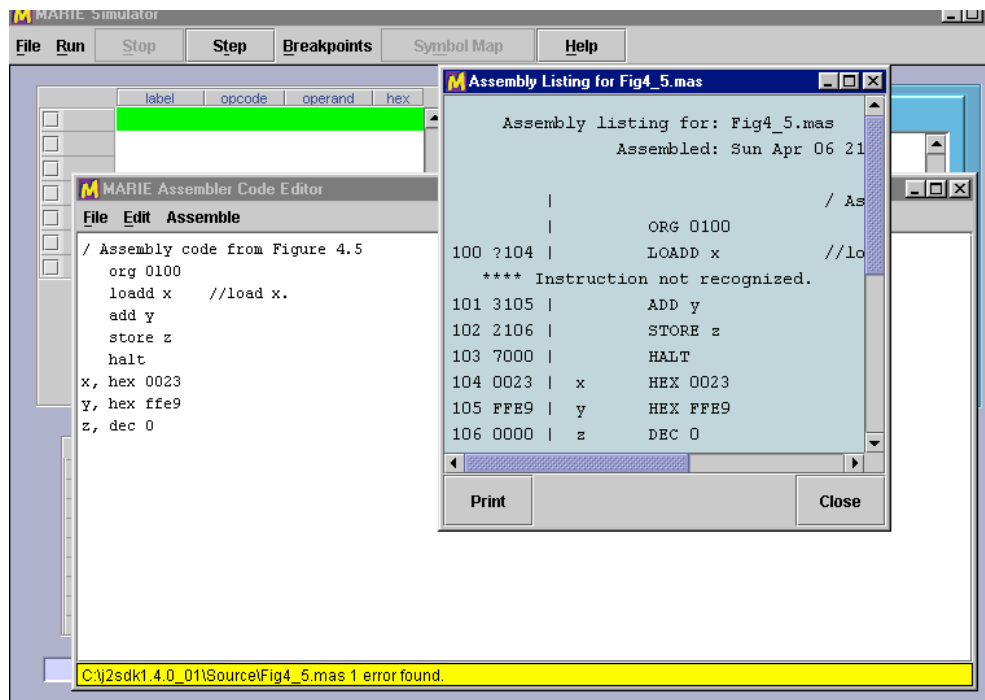 MARIE Simulator
File Run Stop Step Breakpoints Symbol Map Help
label opcode operand hex
MARIE Assembler Code Editor
File Edit Assemble
/ Assembly code from Figure 4.5
org 0100
loadd x //load x.
add y
store z
halt
x, hex 0023
y, hex ffe9
z, dec 0
C:\j2sdk1.4.0_01\Source\Fig4_5.mas 1 error found.
Assembly Listing for Fig4_5.mas
Assembly listing for: Fig4_5.mas
Assembled: Sun Apr 06 21
| / As
| ORG 0100
100 ?104 | LOADD x //lo
**** Instruction not recognized.
101 3105 | ADD y
102 2106 | STORE z
103 7000 | HALT
104 0023 | x HEX 0023
105 FFE9 | y HEX FFE9
106 0000 | z DEC 0
Print Close